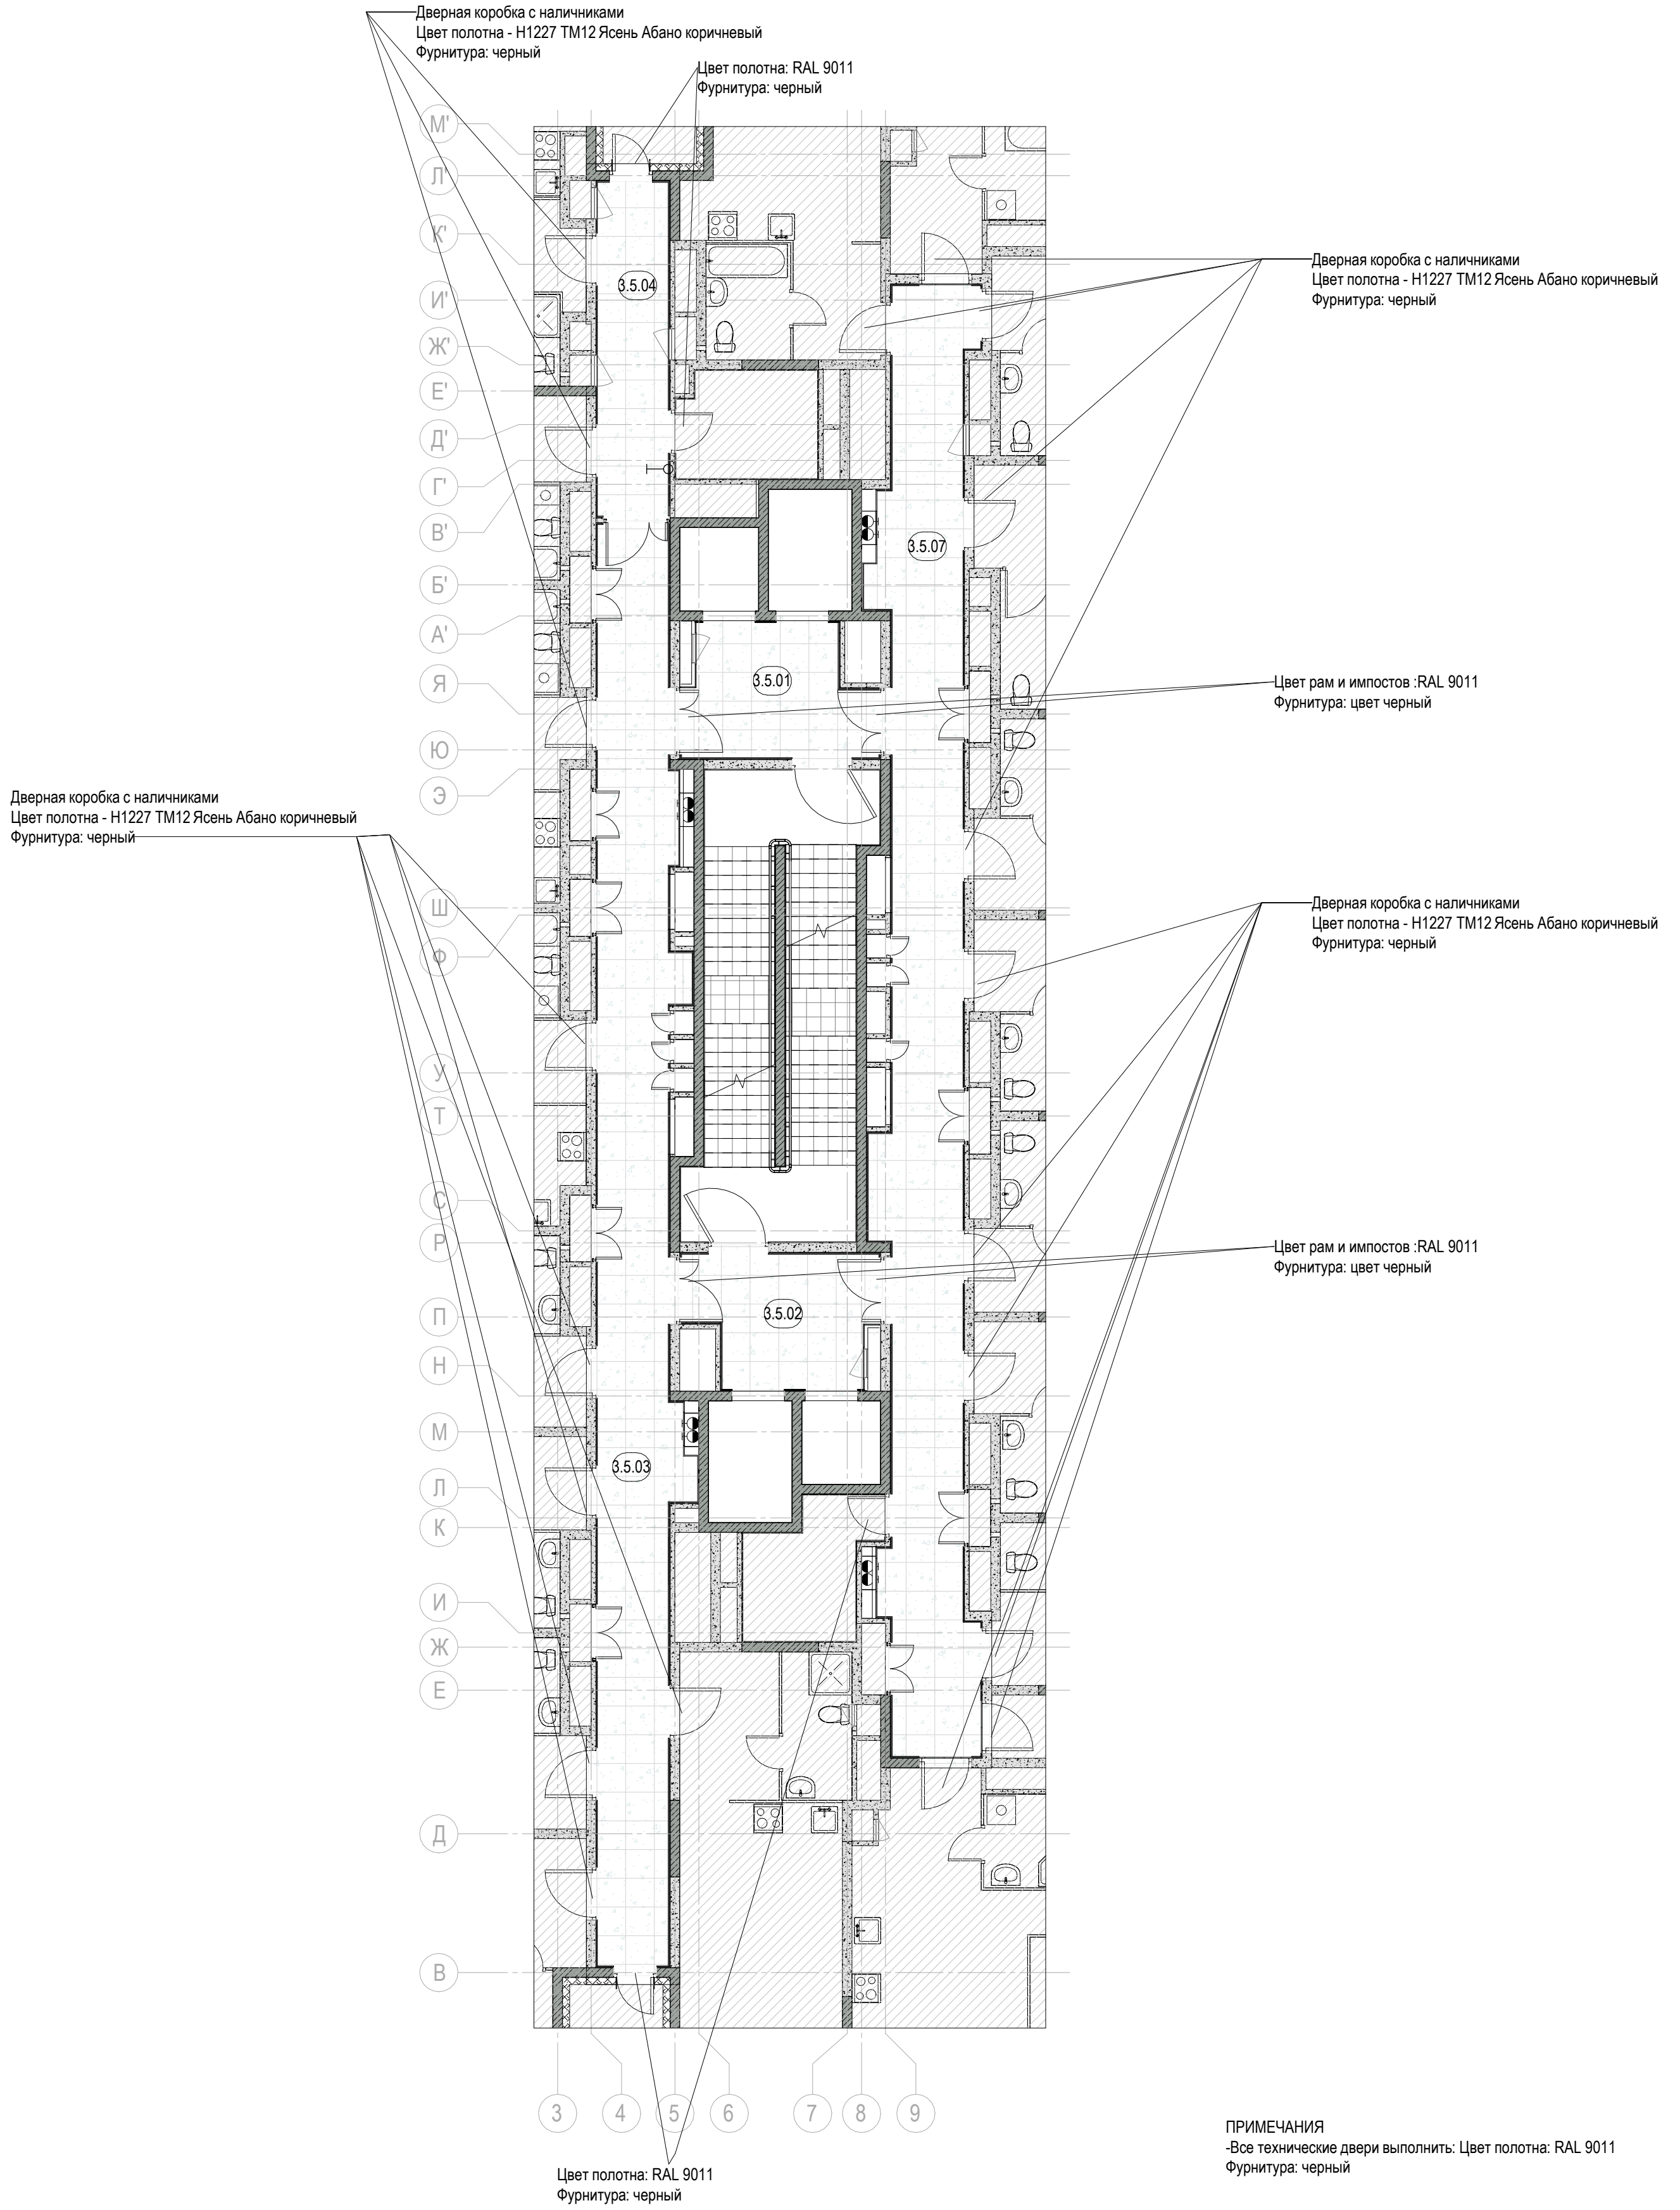 Дверная коробка с наличниками
Цвет полотна - H1227 TM12 Ясень Абано коричневый
Фурнитура: черный
Цвет полотна: RAL 9011
Фурнитура: черный
М'
Л'
К'
И'
Ж'
Е'
Д'
Г'
В'
Б'
А'
Я
Ю
Э
Ш
Ф
У
Т
С
Р
П
Н
М
Л
К
И
Ж
Е
Д
В
3.5.04
3.5.07
3.5.01
3.5.02
3.5.03
Дверная коробка с наличниками
Цвет полотна - H1227 TM12 Ясень Абано коричневый
Фурнитура: черный
Цвет рам и импостов :RAL 9011
Фурнитура: цвет черный
Дверная коробка с наличниками
Цвет полотна - H1227 TM12 Ясень Абано коричневый
Фурнитура: черный
Дверная коробка с наличниками
Цвет полотна - H1227 TM12 Ясень Абано коричневый
Фурнитура: черный
Цвет рам и импостов :RAL 9011
Фурнитура: цвет черный
3 4 5 6 7 8 9
Цвет полотна: RAL 9011
Фурнитура: черный
ПРИМЕЧАНИЯ
-Все технические двери выполнить: Цвет полотна: RAL 9011
Фурнитура: черный